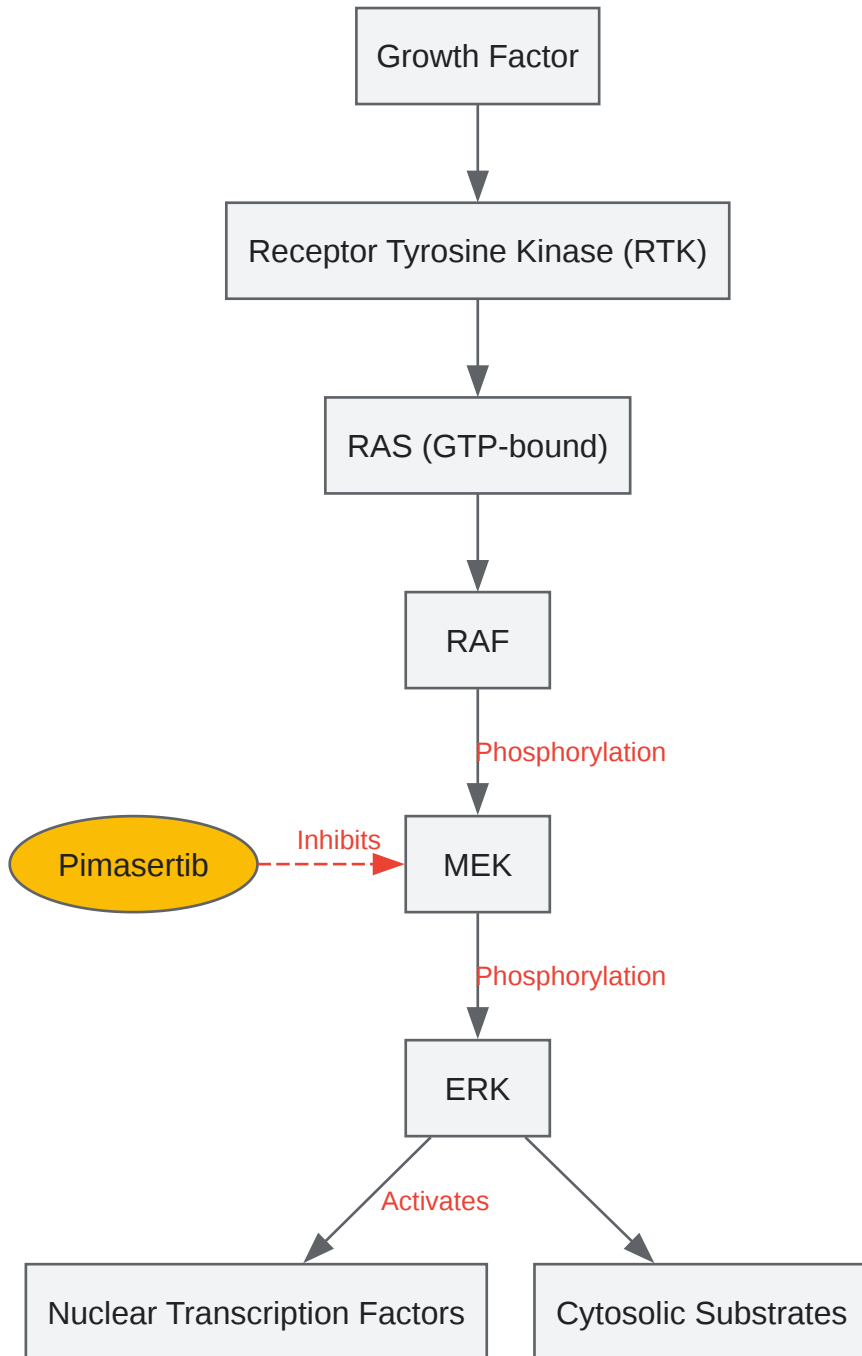 Growth Factor
Receptor Tyrosine Kinase (RTK)
RAS (GTP-bound)
RAF
Phosphorylation
Inhibits
Pimasertib
MEK
Phosphorylation
ERK
Activates
Nuclear Transcription Factors
Cytosolic Substrates